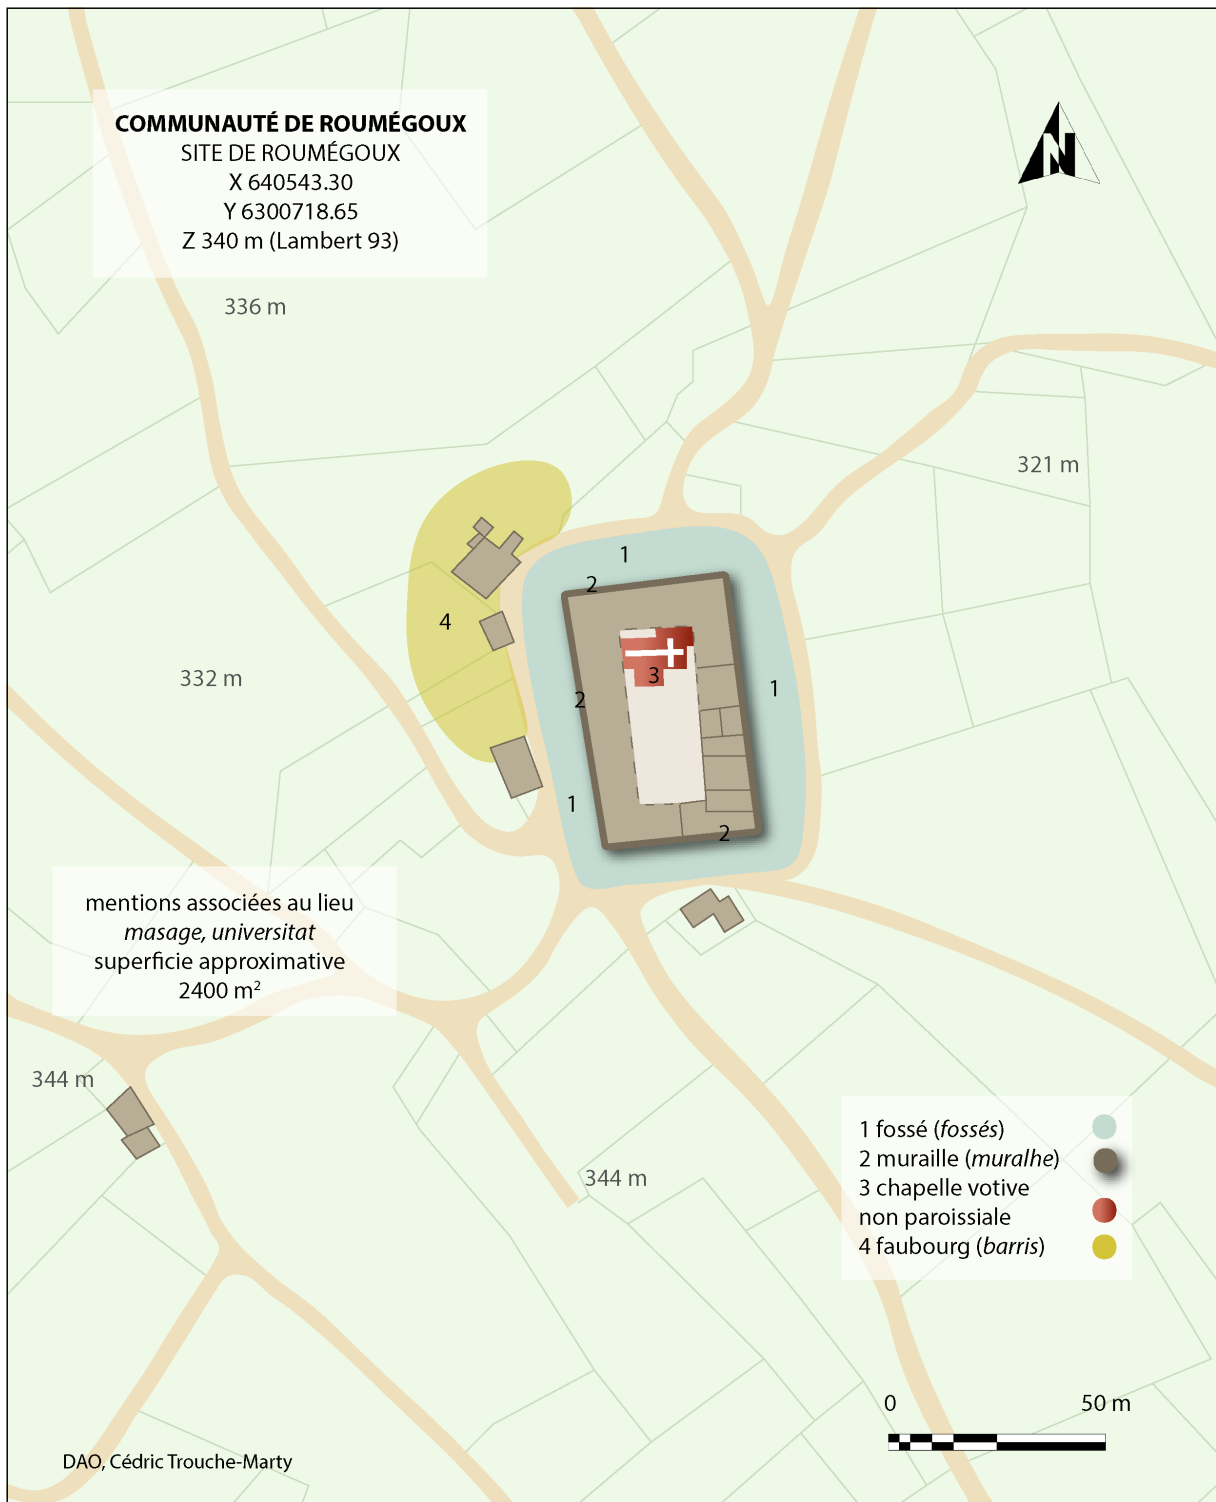 COMMUNAUTÉ DE ROUMÉGOUX
SITE DE ROUMÉGOUX
X 640543.30
Y 6300718.65
Z 340 m (Lambert 93)
N
336 m
321 m
1
2
4
3
332 m
2
1
1
2
mentions associées au lieu
masage, universitat
superficie approximative
2400 m²
344 m
344 m
1 fossé (fossés)
2 muraille (muralhe)
3 chapelle votive
non paroissiale
4 faubourg (barris)
0 50 m
DAO, Cédric Trouche-Marty